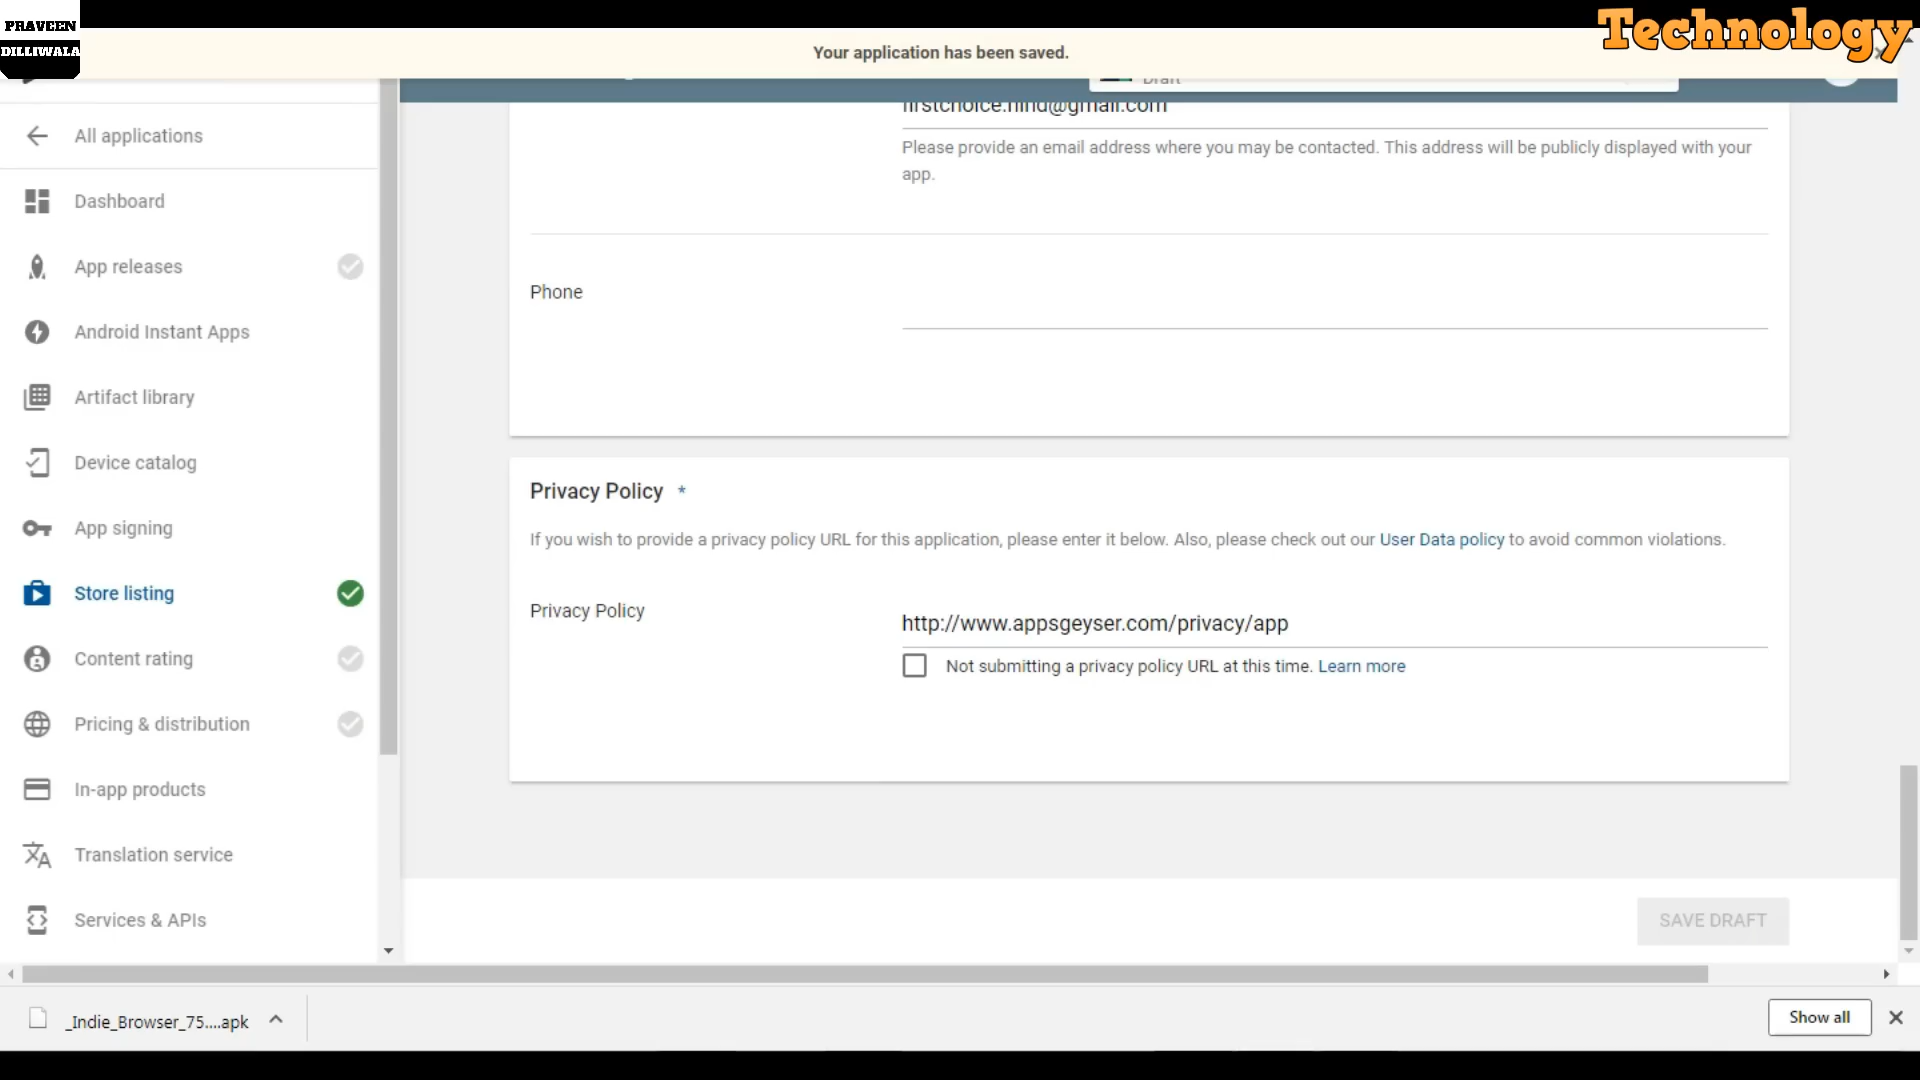 PRAVEEN
DILLIWALA
Technology
Your application has been saved.
Draft
firstchoice.hind@gmail.com
Please provide an email address where you may be contacted. This address will be publicly displayed with your
app.
All applications
Dashboard
App releases
Android Instant Apps
Artifact library
Device catalog
App signing
Store listing
Content rating
Pricing & distribution
In-app products
Translation service
Services & APIs
Phone
Privacy Policy *
If you wish to provide a privacy policy URL for this application, please enter it below. Also, please check out our User Data policy to avoid common violations.
Privacy Policy
http://www.appsgeyser.com/privacy/app
Not submitting a privacy policy URL at this time. Learn more
SAVE DRAFT
_Indie_Browser_75....apk
Show all